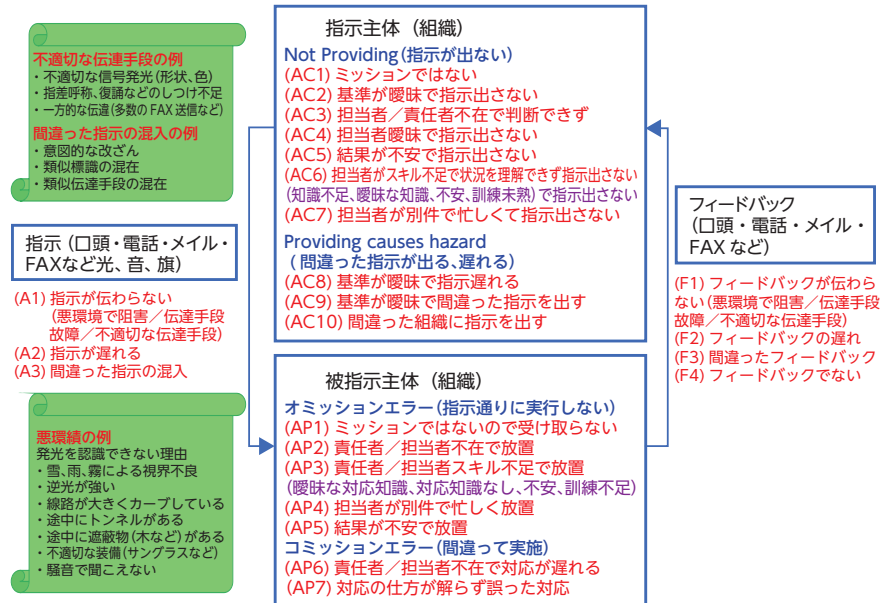 不適切な伝連手段の例
・不適切な信号発光(形状、色)
・指差呼称、復誦などのしつけ不足
・一方的な伝達(多数の FAX 送信など)
間違った指示の混入の例
・意図的な改ざん
・類似標識の混在
・類似伝達手段の混在
指示 (口頭・電話・メイル・
FAXなど光、音、旗)
(A1) 指示が伝わらない
(悪環境で阻害／伝達手段
故障／不適切な伝達手段)
(A2) 指示が遅れる
(A3) 間違った指示の混入
悪環績の例
発光を認識できない理由
・雪、雨、霧による視界不良
・逆光が強い
・線路が大きくカーブしている
・途中にトンネルがある
・途中に遮蔽物(木など)がある
・不適切な装備(サングラスなど)
・騒音で聞こえない
指示主体（組織）
Not Providing(指示が出ない)
(AC1) ミッションではない
(AC2) 基準が曖昧で指示出さない
(AC3) 担当者／責任者不在で判断できず
(AC4) 担当者曖昧で指示出さない
(AC5) 結果が不安で指示出さない
(AC6) 担当者がスキル不足で状況を理解できず指示出さない
(知識不足、曖昧な知識、不安、訓練未熟)で指示出さない
(AC7) 担当者が別件で忙しくて指示出さない
Providing causes hazard
( 間違った指示が出る、遅れる)
(AC8) 基準が曖昧で指示遅れる
(AC9) 基準が曖昧で間違った指示を出す
(AC10) 間違った組織に指示を出す
被指示主体（組織）
オミッションエラー(指示通りに実行しない)
(AP1) ミッションではないので受け取らない
(AP2) 責任者／担当者不在で放置
(AP3) 責任者／担当者スキル不足で放置
(曖昧な対応知識、対応知識なし、不安、訓練不足)
(AP4) 担当者が別件で忙しく放置
(AP5) 結果が不安で放置
コミッションエラー(間違って実施)
(AP6) 責任者／担当者不在で対応が遅れる
(AP7) 対応の仕方が解らず誤った対応
フィードバック
(口頭・電話・メイル・
FAX など)
(F1) フィードバックが伝わら
ない(悪環境で阻害／伝達手段
故障／不適切な伝達手段)
(F2) フィードバックの遅れ
(F3) 間違ったフィードバック
(F4) フィードバックでない